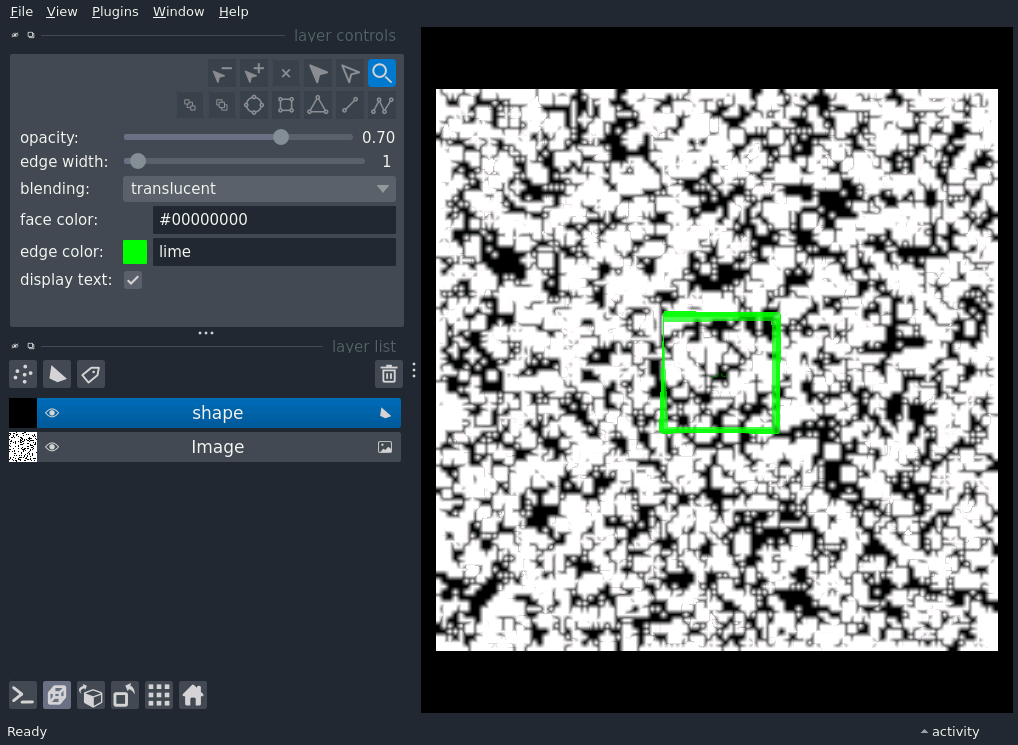 File View Plugins Window Help
layer controls
opacity: 0.70
edge width: 1
blending: translucent
face color: #00000000
edge color: lime
display text:
layer list
shape
Image
Ready
activity